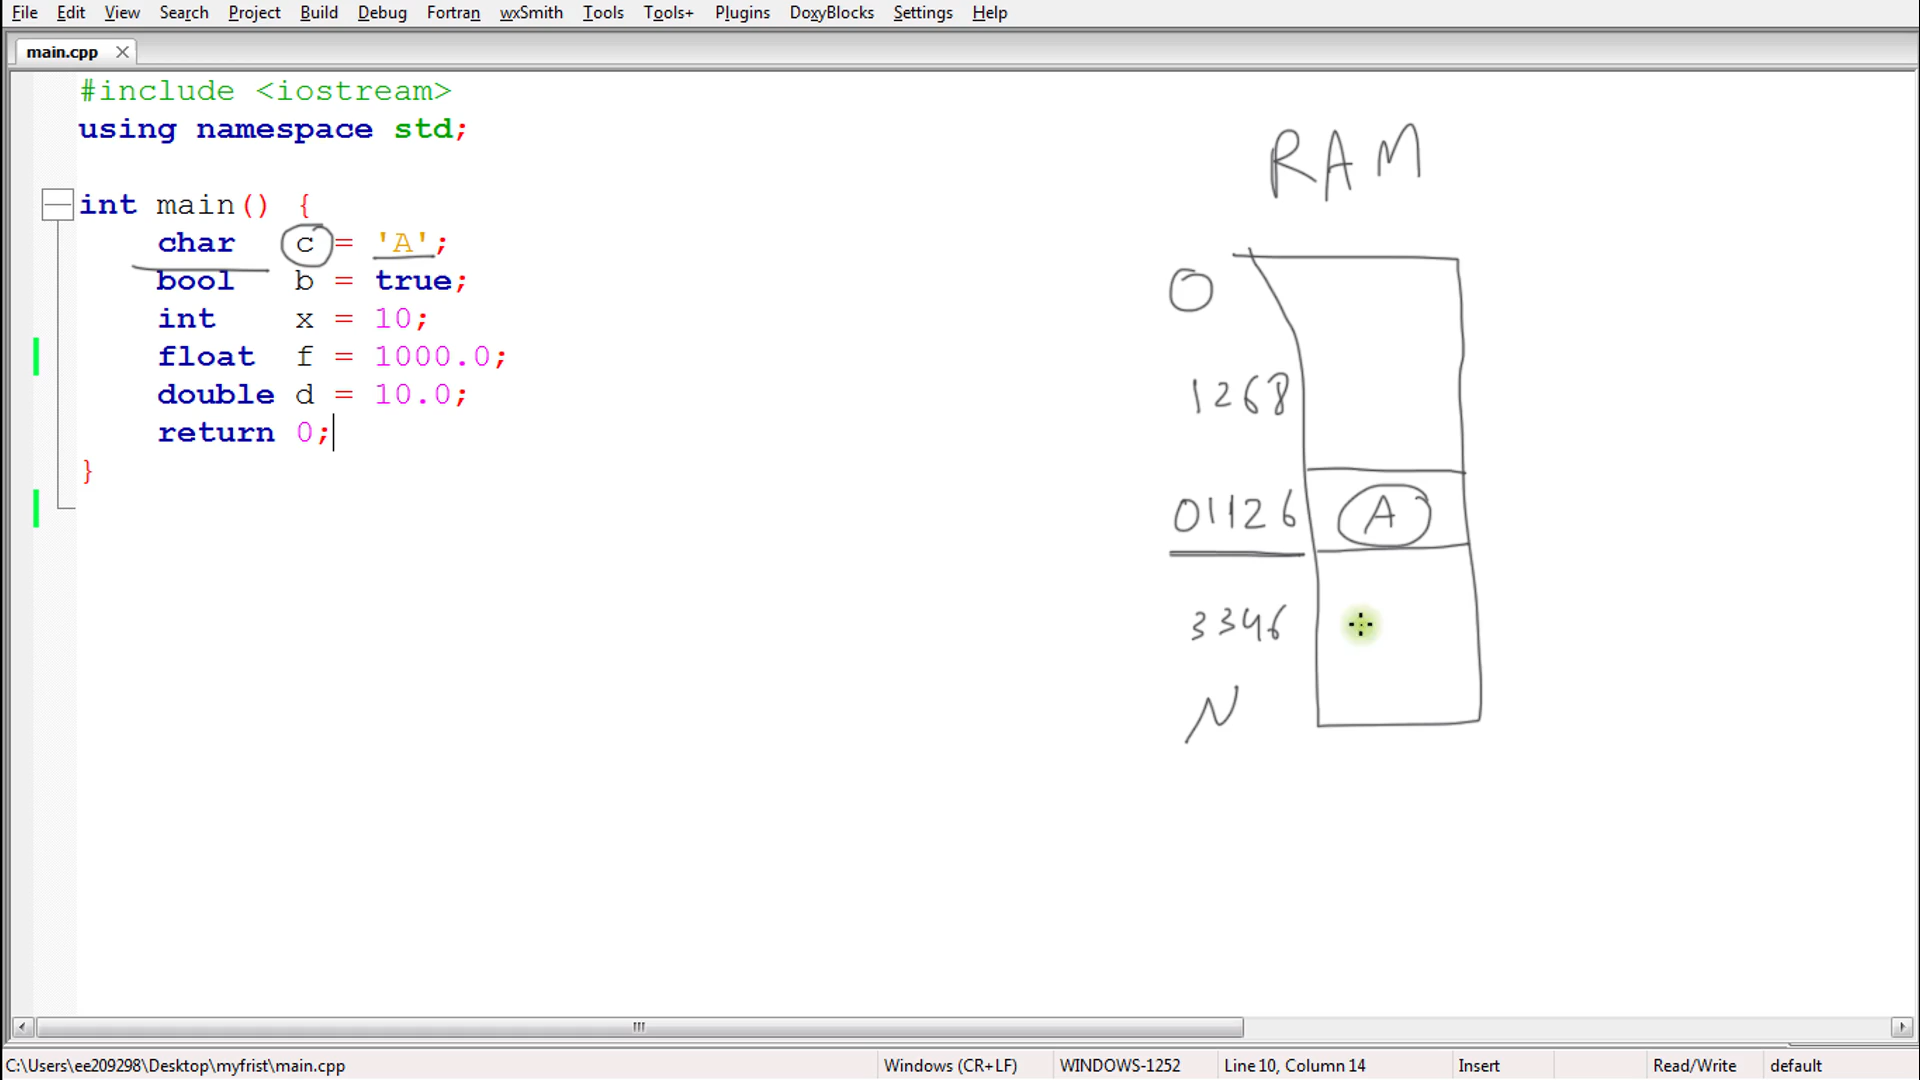 File Edit View Search Project Build Debug Fortran wxSmith Tools Tools+ Plugins DoxyBlocks Settings Help
main.cpp
#include <iostream>
using namespace std;
int main() {
char c = 'A';
bool b = true;
int x = 10;
float f = 1000.0;
double d = 10.0;
return 0;
}
RAM
0
1268
01126 A
3346
N
C:\Users\ee209298\Desktop\myfrist\main.cpp Windows (CR+LF) WINDOWS-1252 Line 10, Column 14 Insert Read/Write default